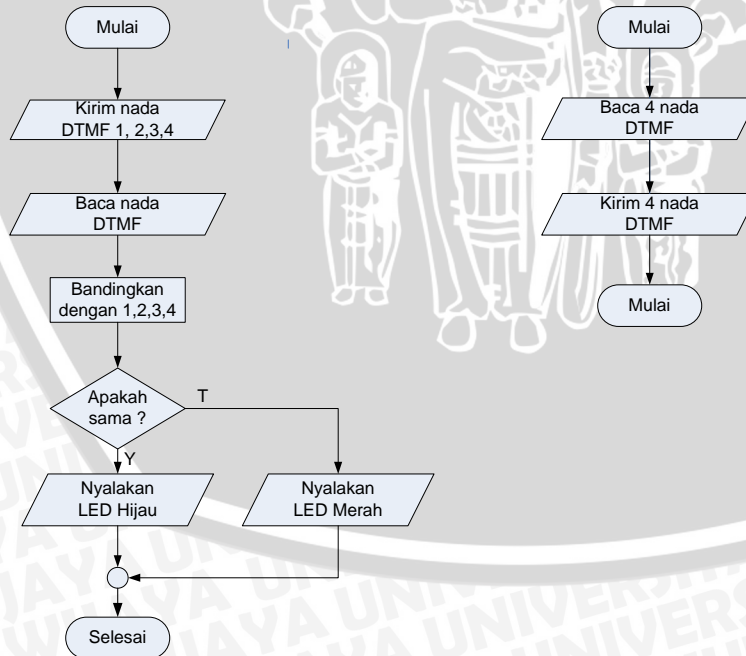 Mulai
Kirim nada
DTMF 1, 2,3,4
Baca nada
DTMF
Bandingkan
dengan 1,2,3,4
Apakah
sama ?
T
Y
Nyalakan
LED Hijau
Nyalakan
LED Merah
Selesai
Mulai
Baca 4 nada
DTMF
Kirim 4 nada
DTMF
Mulai